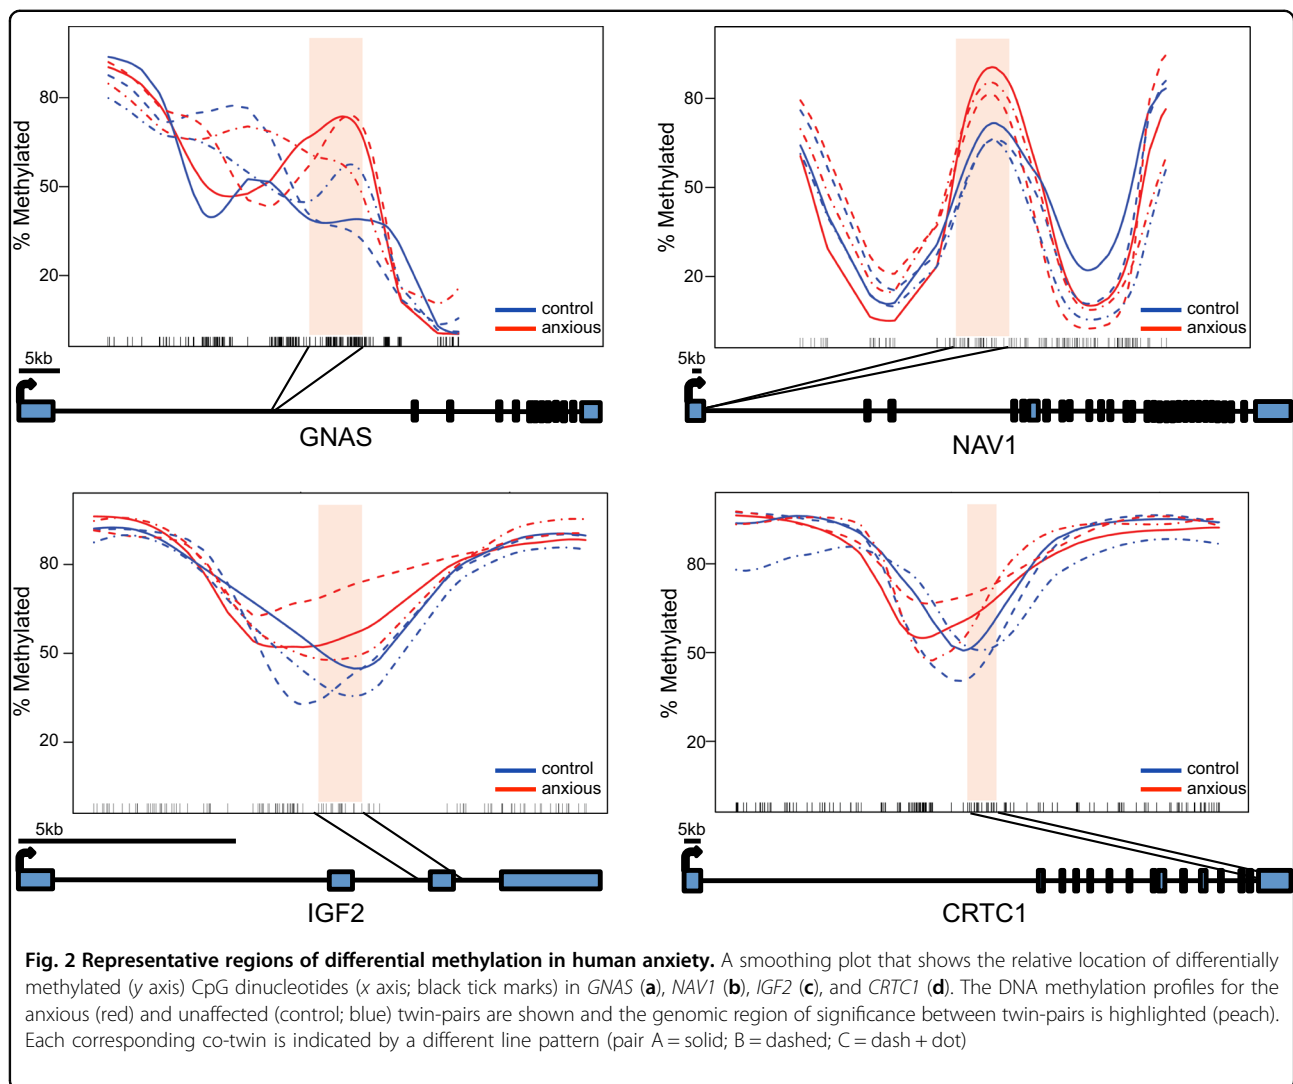 % Methylated
80
50
20
control
anxious
5kb
GNAS
% Methylated
80
50
20
control
anxious
5kb
NAV1
% Methylated
80
50
20
control
anxious
5kb
IGF2
% Methylated
80
50
20
control
anxious
5kb
CRTC1
Fig. 2 Representative regions of differential methylation in human anxiety. A smoothing plot that shows the relative location of differentially
methylated (y axis) CpG dinucleotides (x axis; black tick marks) in GNAS (a), NAV1 (b), IGF2 (c), and CRTC1 (d). The DNA methylation profiles for the
anxious (red) and unaffected (control; blue) twin-pairs are shown and the genomic region of significance between twin-pairs is highlighted (peach).
Each corresponding co-twin is indicated by a different line pattern (pair A = solid; B = dashed; C = dash + dot)